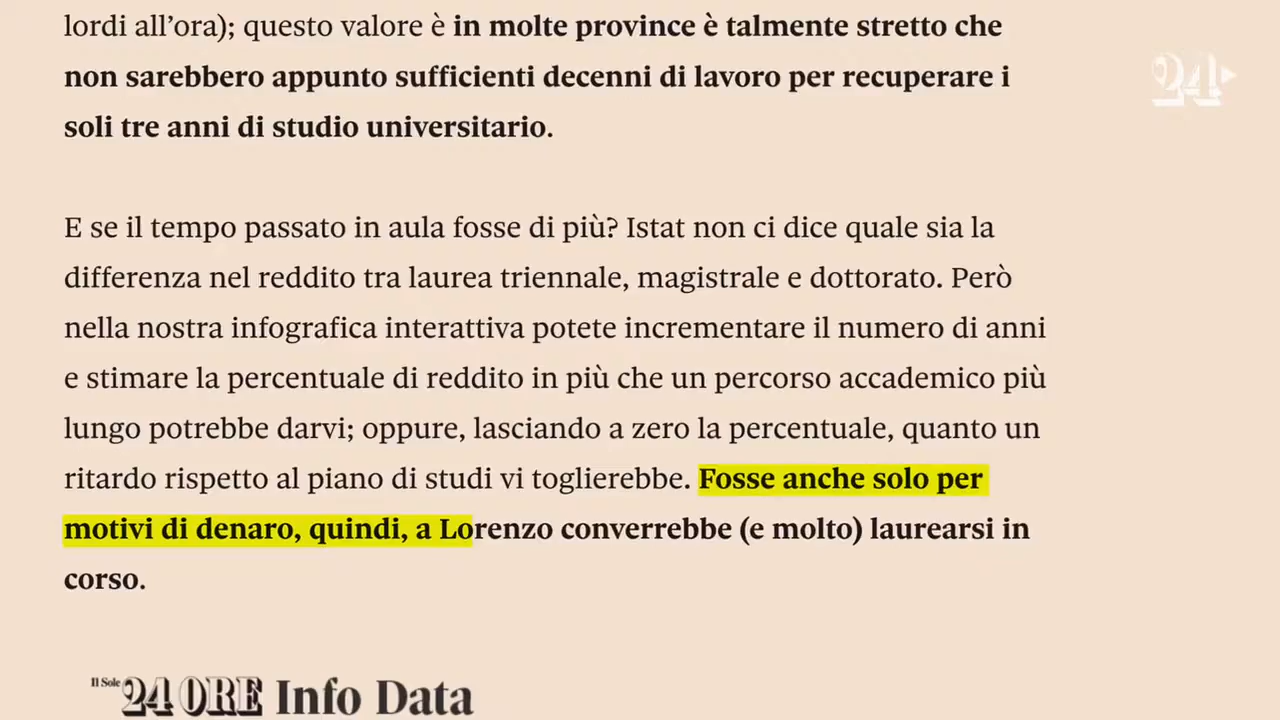 lordi all’ora); questo valore è in molte province è talmente stretto che
non sarebbero appunto sufficienti decenni di lavoro per recuperare i
soli tre anni di studio universitario.
24
E se il tempo passato in aula fosse di più? Istat non ci dice quale sia la
differenza nel reddito tra laurea triennale, magistrale e dottorato. Però
nella nostra infografica interattiva potete incrementare il numero di anni
e stimare la percentuale di reddito in più che un percorso accademico più
lungo potrebbe darvi; oppure, lasciando a zero la percentuale, quanto un
ritardo rispetto al piano di studi vi toglierebbe. Fosse anche solo per
motivi di denaro, quindi, a Lorenzo converrebbe (e molto) laurearsi in
corso.
Il Sole 24 ORE Info Data